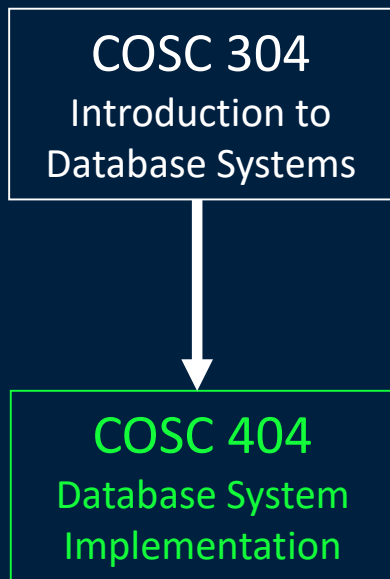 COSC 304
Introduction to
Database Systems
COSC 404
Database System
Implementation